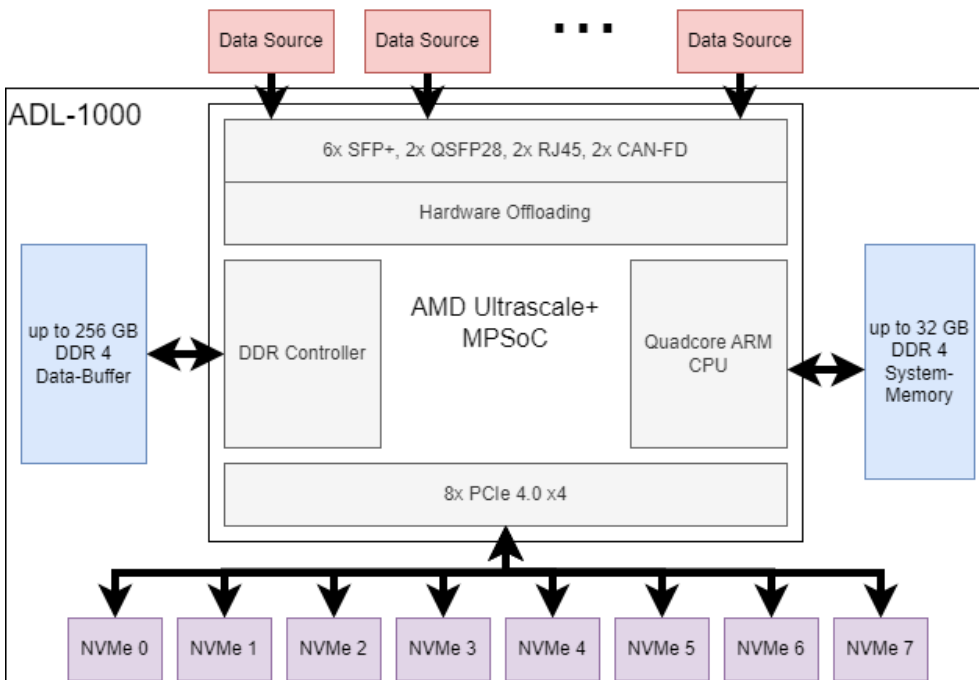 Data Source
Data Source
...
Data Source
ADL-1000
6x SFP+, 2x QSFP28, 2x RJ45, 2x CAN-FD
Hardware Offloading
up to 256 GB
DDR 4
Data-Buffer
DDR Controller
AMD Ultrascale+
MPSoC
Quadcore ARM
CPU
up to 32 GB
DDR 4
System-
Memory
8x PCIe 4.0 x4
NVMe 0
NVMe 1
NVMe 2
NVMe 3
NVMe 4
NVMe 5
NVMe 6
NVMe 7